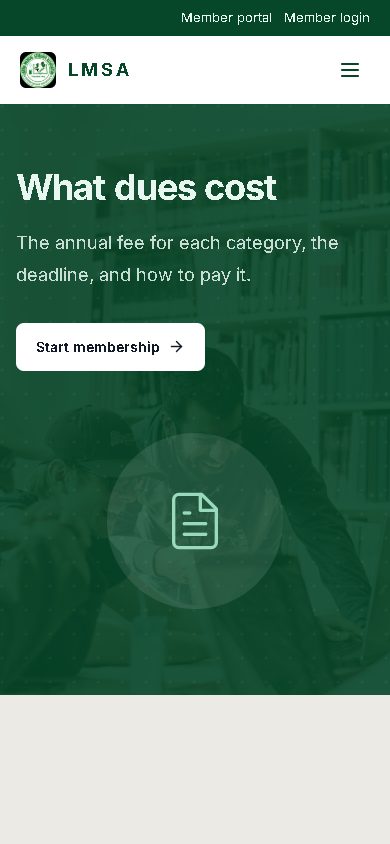 Member portal Member login
LMSA
What dues cost
The annual fee for each category, the
deadline, and how to pay it.
Start membership